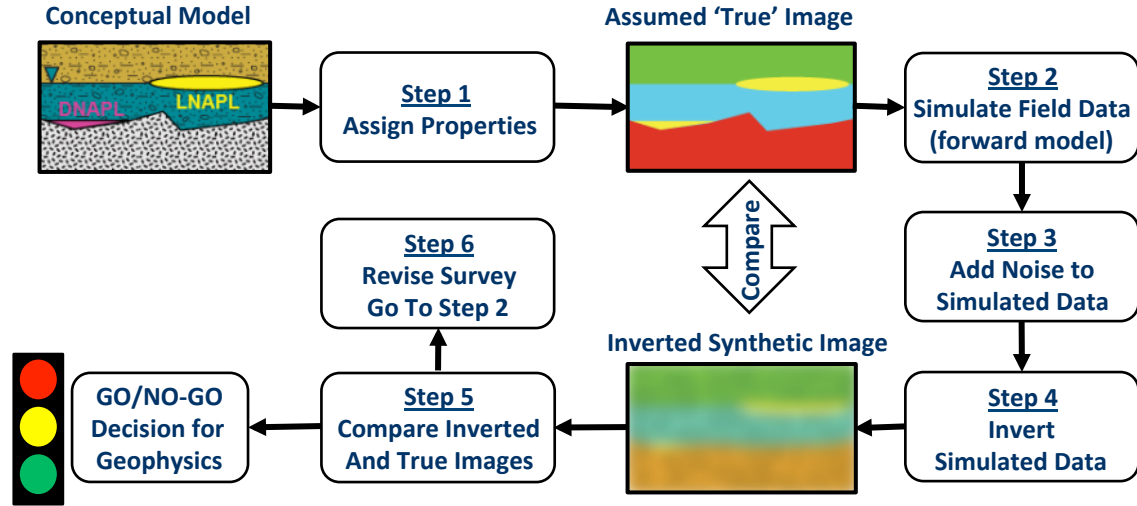 Conceptual Model
Assumed ‘True’ Image
DNAPL
LNAPL
Step 1
Assign Properties
Step 2
Simulate Field Data
(forward model)
Compare
Step 3
Add Noise to
Simulated Data
Step 6
Revise Survey
Go To Step 2
Inverted Synthetic Image
GO/NO-GO
Decision for
Geophysics
Step 5
Compare Inverted
And True Images
Step 4
Invert
Simulated Data